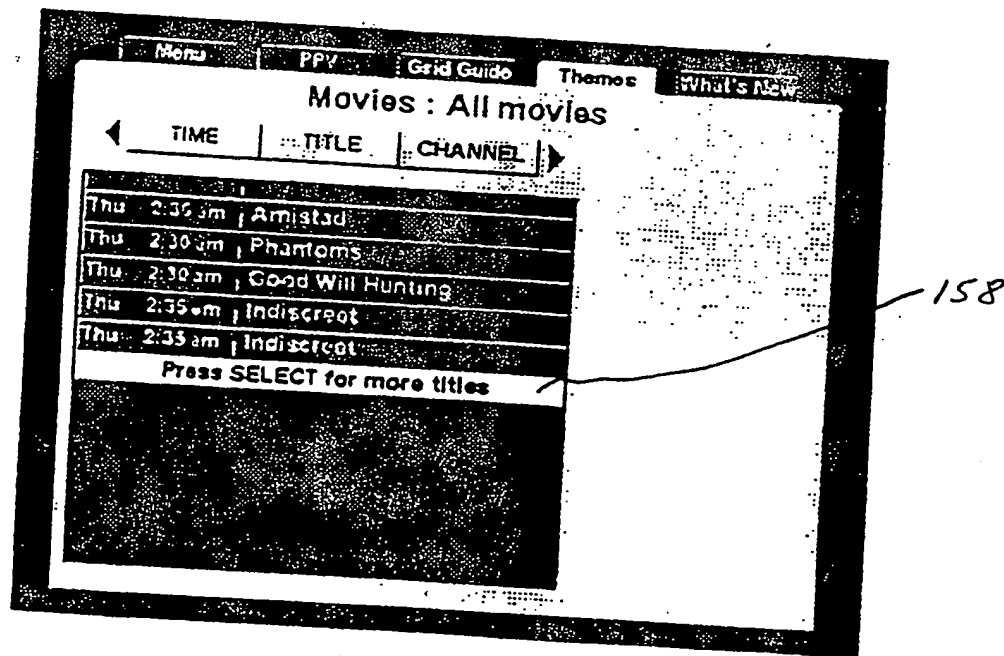 Menu PPV Grid Guide Themes What's New
Movies : All movies
TIME TITLE CHANNEL
Thu 2:35 am Amistad
Thu 2:30 am Phantoms
Thu 2:30 am Good Will Hunting
Thu 2:35 am Indiscreet
Thu 2:35 am Indiscreet
Press SELECT for more titles
158